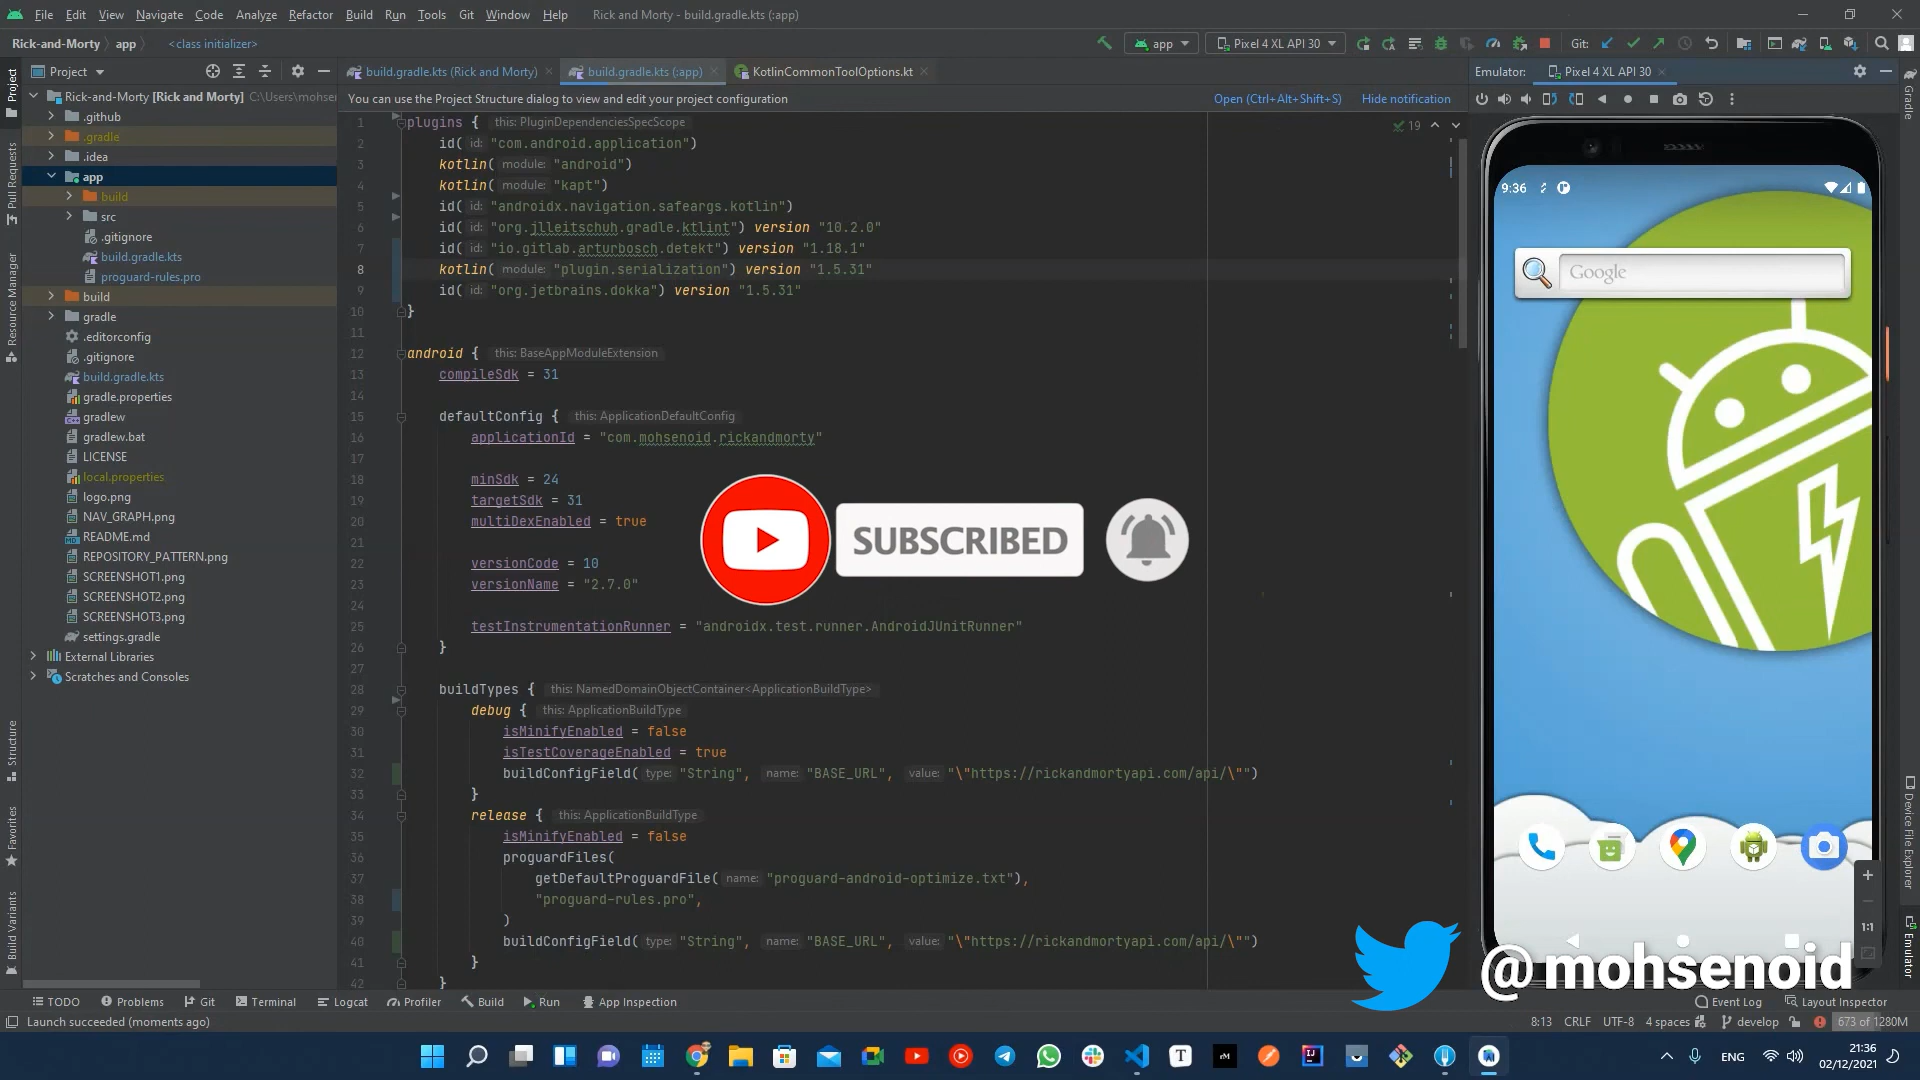 File Edit View Navigate Code Analyze Refactor Build Run Tools Git Window Help Rick and Morty - build.gradle.kts (:app)
Rick-and-Morty app <class initializer>
app Pixel 4 XL API 30 Git:
Project
build.gradle.kts (Rick and Morty) build.gradle.kts (:app) KotlinCommonToolOptions.kt
Emulator: Pixel 4 XL API 30
You can use the Project Structure dialog to view and edit your project configuration Open (Ctrl+Alt+Shift+S) Hide notification
Project
Pull Requests
Resource Manager
Structure
Favorites
Build Variants
Rick-and-Morty [Rick and Morty] C:\Users\mohsen
.github
.gradle
.idea
app
build
src
.gitignore
build.gradle.kts
proguard-rules.pro
build
gradle
.editorconfig
.gitignore
build.gradle.kts
gradle.properties
gradlew
gradlew.bat
LICENSE
local.properties
logo.png
NAV_GRAPH.png
README.md
REPOSITORY_PATTERN.png
SCREENSHOT1.png
SCREENSHOT2.png
SCREENSHOT3.png
settings.gradle
External Libraries
Scratches and Consoles
19
1 plugins { this: PluginDependenciesSpecScope
2 id( id: "com.android.application")
3 kotlin( module: "android")
4 kotlin( module: "kapt")
5 id( id: "androidx.navigation.safeargs.kotlin")
6 id( id: "org.jlleitschuh.gradle.ktlint") version "10.2.0"
7 id( id: "io.gitlab.arturbosch.detekt") version "1.18.1"
8 kotlin( module: "plugin.serialization") version "1.5.31"
9 id( id: "org.jetbrains.dokka") version "1.5.31"
10 }
11
12 android { this: BaseAppModuleExtension
13 compileSdk = 31
14
15 defaultConfig { this: ApplicationDefaultConfig
16 applicationId = "com.mohsenoid.rickandmorty"
17
18 minSdk = 24
19 targetSdk = 31
20 multiDexEnabled = true
21
22 versionCode = 10
23 versionName = "2.7.0"
24
25 testInstrumentationRunner = "androidx.test.runner.AndroidJUnitRunner"
26 }
27
28 buildTypes { this: NamedDomainObjectContainer<ApplicationBuildType>
29 debug { this: ApplicationBuildType
30 isMinifyEnabled = false
31 isTestCoverageEnabled = true
32 buildConfigField( type: "String", name: "BASE_URL", value: "\"https://rickandmortyapi.com/api/\"")
33 }
34 release { this: ApplicationBuildType
35 isMinifyEnabled = false
36 proguardFiles(
37 getDefaultProguardFile( name: "proguard-android-optimize.txt"),
38 "proguard-rules.pro",
39 )
40 buildConfigField( type: "String", name: "BASE_URL", value: "\"https://rickandmortyapi.com/api/\"")
41 }
42 }
SUBSCRIBED
9:36
Google
1:1
@mohsenoid
Gradle
Device File Explorer
Emulator
TODO Problems Git Terminal Logcat Profiler Build Run App Inspection Event Log Layout Inspector
Launch succeeded (moments ago) 8:13 CRLF UTF-8 4 spaces develop 673 of 1280M
ENG
21:36
02/12/2021